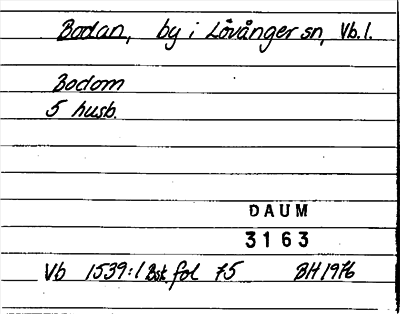 Bodan, by i Lövånger sn, Vb. l.
Bodom
5 husb.
DAUM
3163
Vb 1539:1 Bsk. fol 75 BH 1976